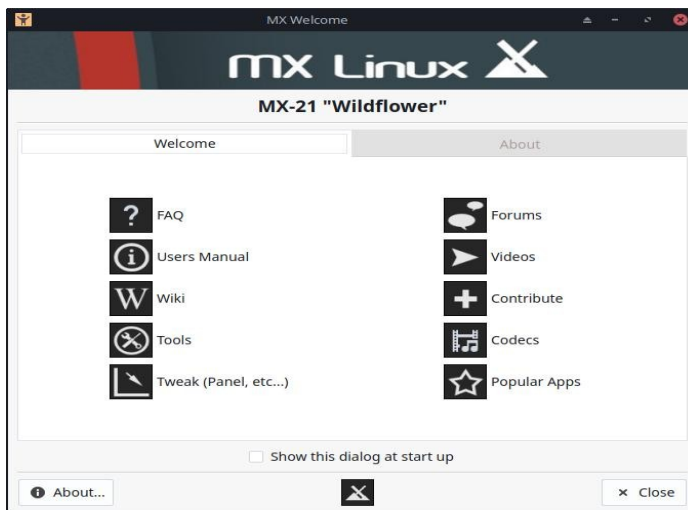 MX Welcome
MX Linux
MX-21 "Wildflower"
Welcome About
FAQ Forums
Users Manual Videos
Wiki Contribute
Tools Codecs
Tweak (Panel, etc...) Popular Apps
Show this dialog at start up
About... Close